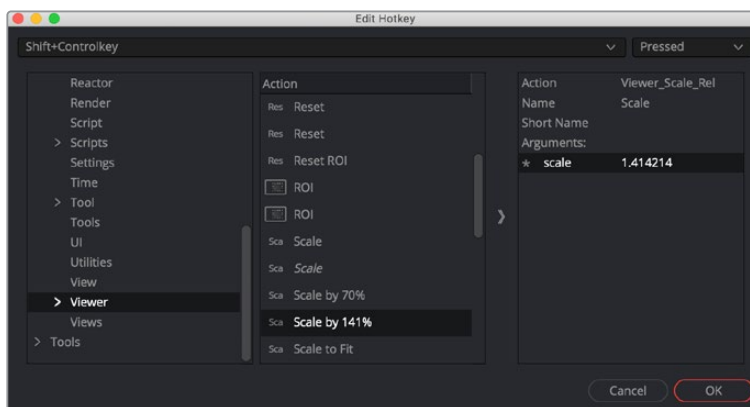 Edit Hotkey
Shift+Controlkey
Pressed
Reactor
Render
Script
> Scripts
Settings
Time
> Tool
Tools
UI
Utilities
View
> Viewer
Views
> Tools
Action
Res Reset
Res Reset
Res Reset ROI
ROI
ROI
Sca Scale
Sca Scale
Sca Scale by 70%
Sca Scale by 141%
Sca Scale to Fit
Action Viewer_Scale_Rel
Name Scale
Short Name
Arguments:
scale 1.414214
Cancel
OK